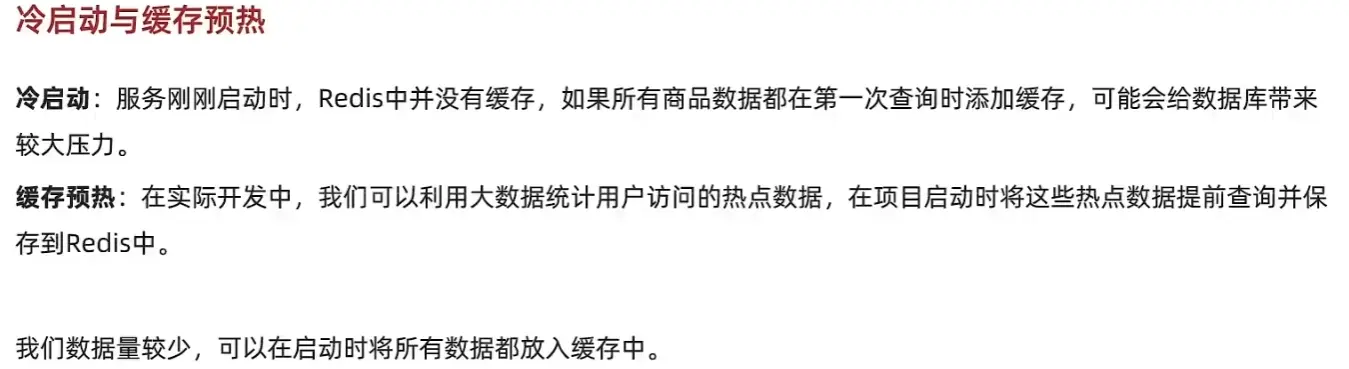 冷启动与缓存预热
冷启动：服务刚刚启动时，Redis中并没有缓存，如果所有商品数据都在第一次查询时添加缓存，可能会给数据库带来
较大压力。
缓存预热：在实际开发中，我们可以利用大数据统计用户访问的热点数据，在项目启动时将这些热点数据提前查询并保
存到Redis中。
我们数据量较少，可以在启动时将所有数据都放入缓存中。